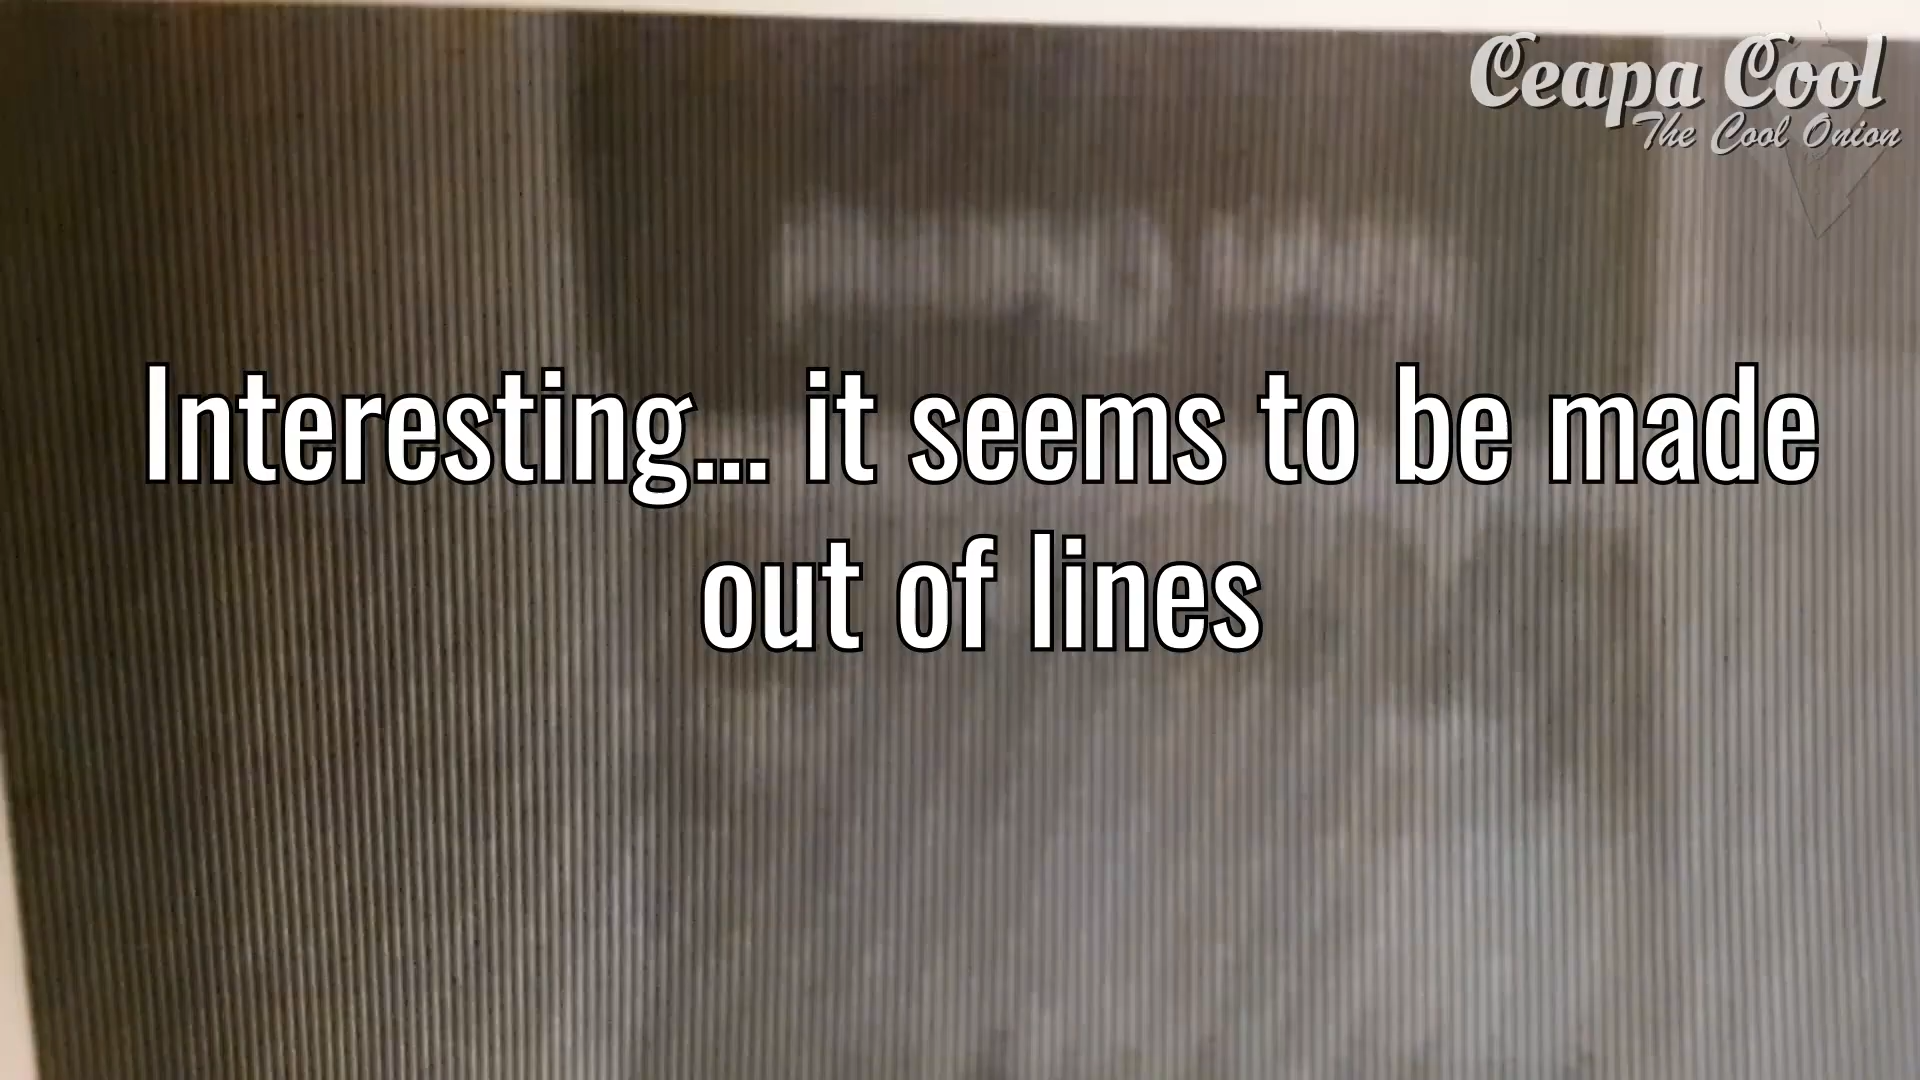 Ceapa Cool
The Cool Onion
Interesting... it seems to be made
out of lines